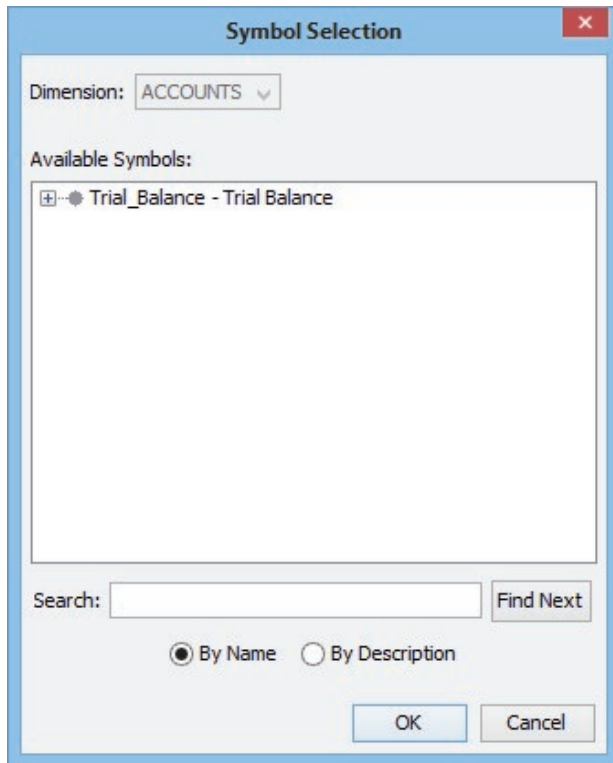 Symbol Selection
Dimension: ACCOUNTS
Available Symbols:
Trial_Balance - Trial Balance
Search: Find Next
By Name By Description
OK Cancel